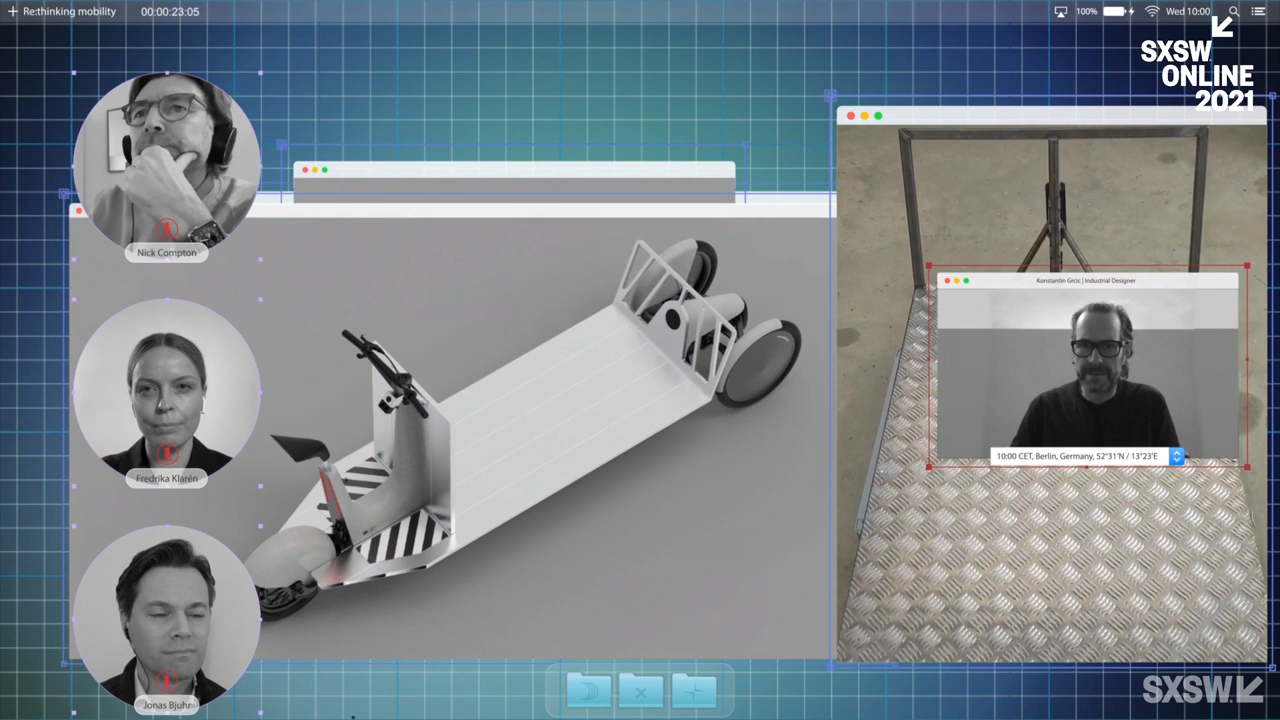 Re:thinking mobility
00:00:23:05
100%
Wed 10:00
SXSW
ONLINE
2021
Nick Compton
Konstantin Grcic | Industrial Designer
Fredrika Klarén
10:00 CET, Berlin, Germany, 52°31'N / 13°23'E
Jonas Bjuhr
SXSW